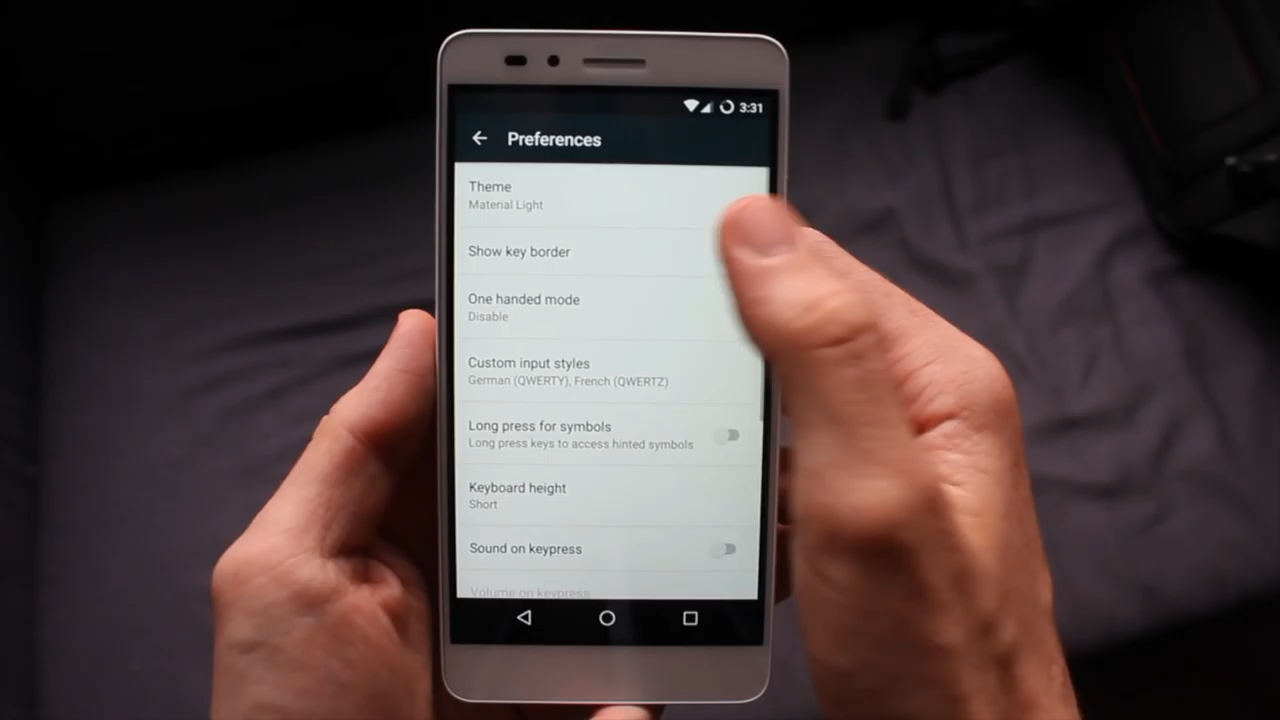 3:31
Preferences
Theme
Material Light
Show key border
One handed mode
Disable
Custom input styles
German (QWERTY), French (QWERTZ)
Long press for symbols
Long press keys to access hinted symbols
Keyboard height
Short
Sound on keypress
Volume on keypress